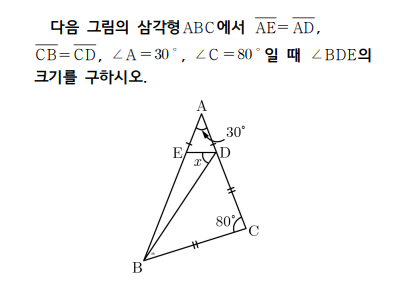 다음 그림의 삼각형 ABC에서 AE=AD,
CB=CD, ∠A=30°, ∠C=80°일 때 ∠BDE의
크기를 구하시오.
A
30°
E
D
x
80°
C
B